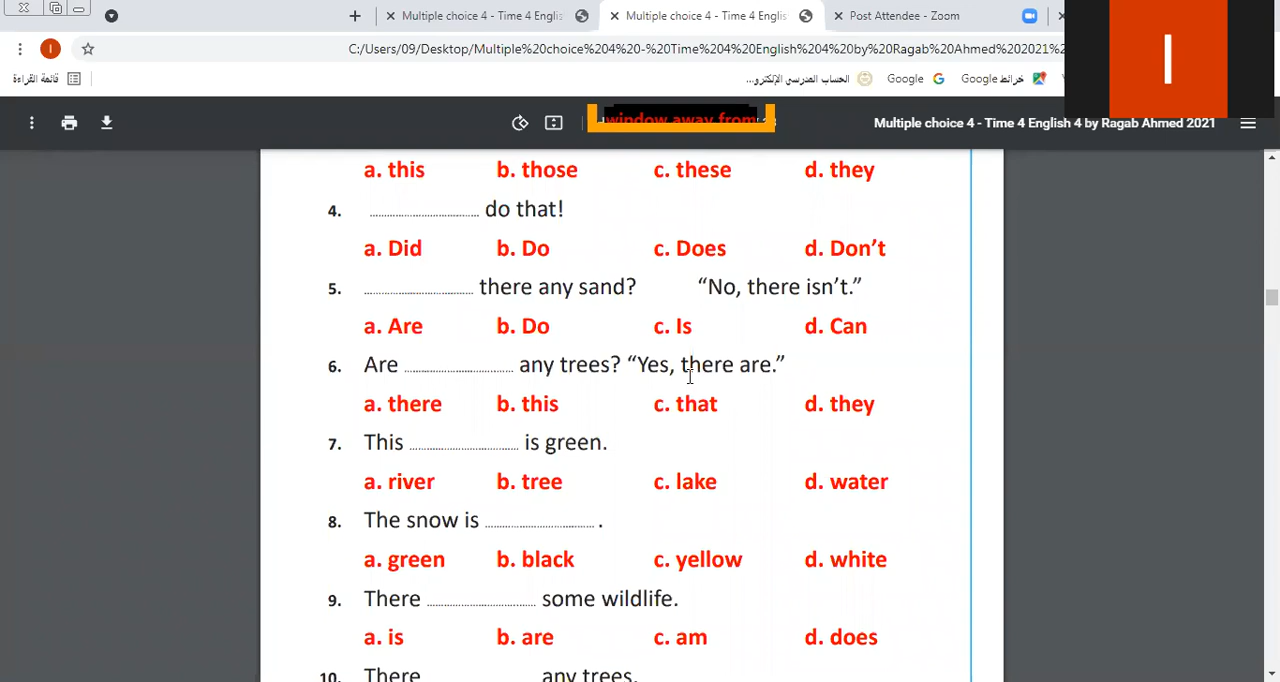 Multiple choice 4 - Time 4 Englis
Multiple choice 4 - Time 4 Englis
Post Attendee - Zoom
C:/Users/09/Desktop/Multiple%20choice%204%20-%20Time%204%20English%204%20by%20Ragab%20Ahmed%202021%
قائمة القراءة
الحساب المدرسي الإلكترو...
Google
خرائط Google
I
window away from
Multiple choice 4 - Time 4 English 4 by Ragab Ahmed 2021
a. this b. those c. these d. they
4. .............................. do that!
a. Did b. Do c. Does d. Don't
5. .............................. there any sand? “No, there isn't.”
a. Are b. Do c. Is d. Can
6. Are .............................. any trees? “Yes, there are.”
a. there b. this c. that d. they
7. This .............................. is green.
a. river b. tree c. lake d. water
8. The snow is .............................. .
a. green b. black c. yellow d. white
9. There .............................. some wildlife.
a. is b. are c. am d. does
10. There any trees.